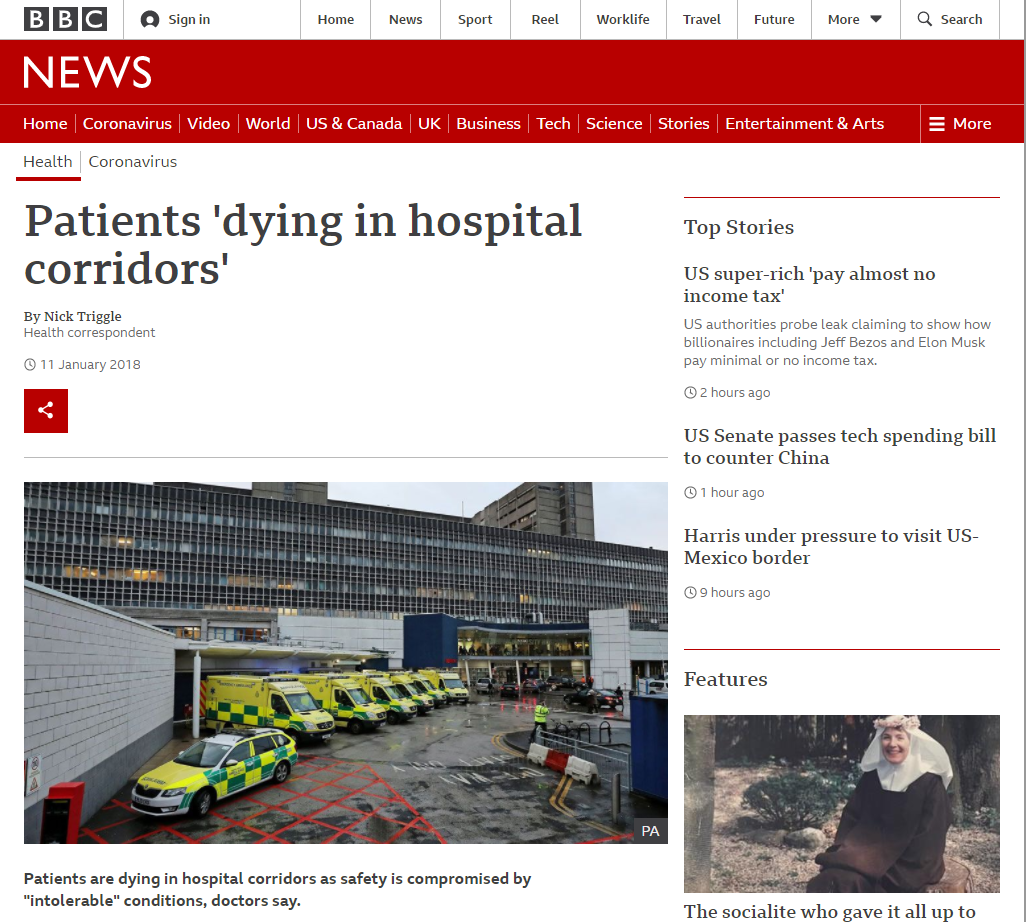 BBC
Sign in
Home
News
Sport
Reel
Worklife
Travel
Future
More
Search
NEWS
Home
Coronavirus
Video
World
US & Canada
UK
Business
Tech
Science
Stories
Entertainment & Arts
More
Health
Coronavirus
Patients 'dying in hospital
corridors'
By Nick Triggle
Health correspondent
11 January 2018
PA
Patients are dying in hospital corridors as safety is compromised by
"intolerable" conditions, doctors say.
Top Stories
US super-rich 'pay almost no
income tax'
US authorities probe leak claiming to show how
billionaires including Jeff Bezos and Elon Musk
pay minimal or no income tax.
2 hours ago
US Senate passes tech spending bill
to counter China
1 hour ago
Harris under pressure to visit US-
Mexico border
9 hours ago
Features
The socialite who gave it all up to